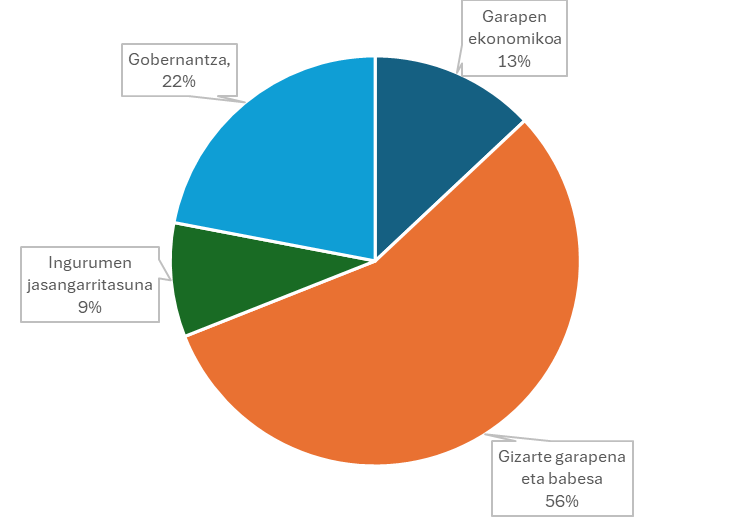 Garapen
ekonomikoa
13%
Gobernantza,
22%
Ingurumen
jasangarritasuna
9%
Gizarte garapena
eta babesa
56%